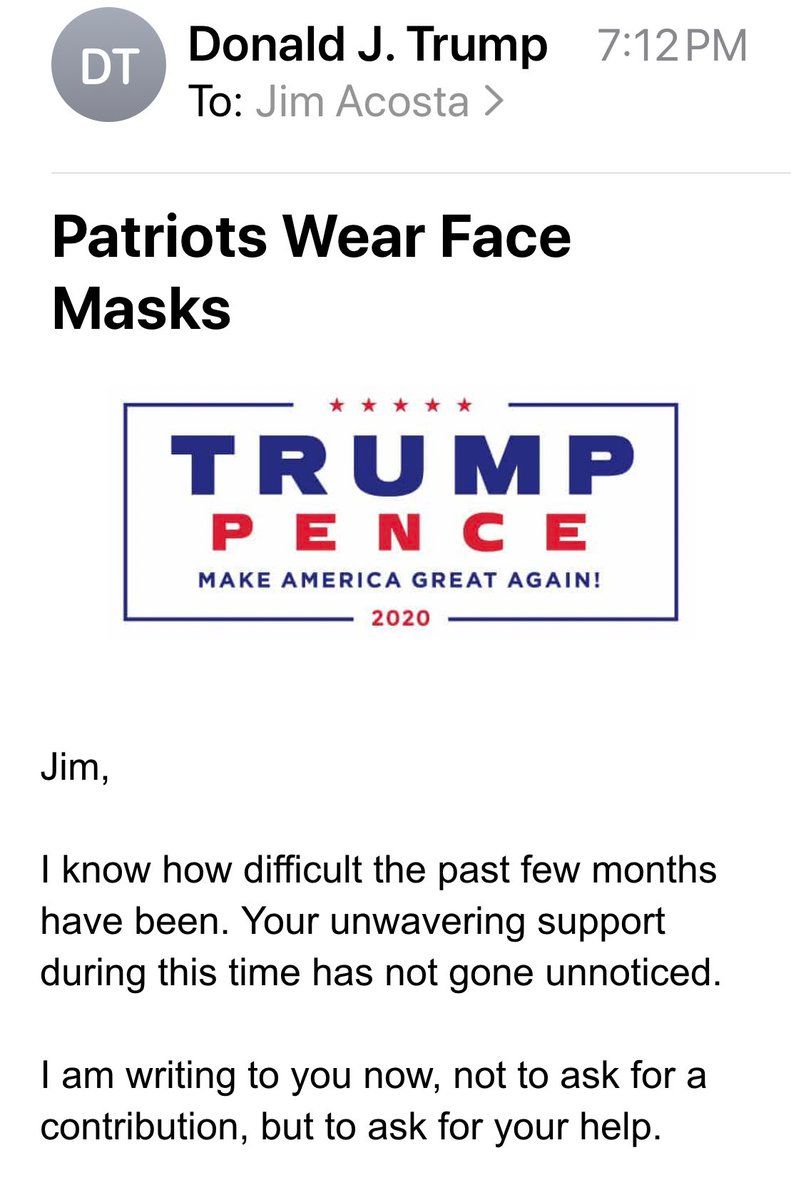 DT
Donald J. Trump 7:12 PM
To: Jim Acosta >
Patriots Wear Face
Masks
TRUMP
PENCE
MAKE AMERICA GREAT AGAIN!
2020
Jim,
I know how difficult the past few months
have been. Your unwavering support
during this time has not gone unnoticed.
I am writing to you now, not to ask for a
contribution, but to ask for your help.